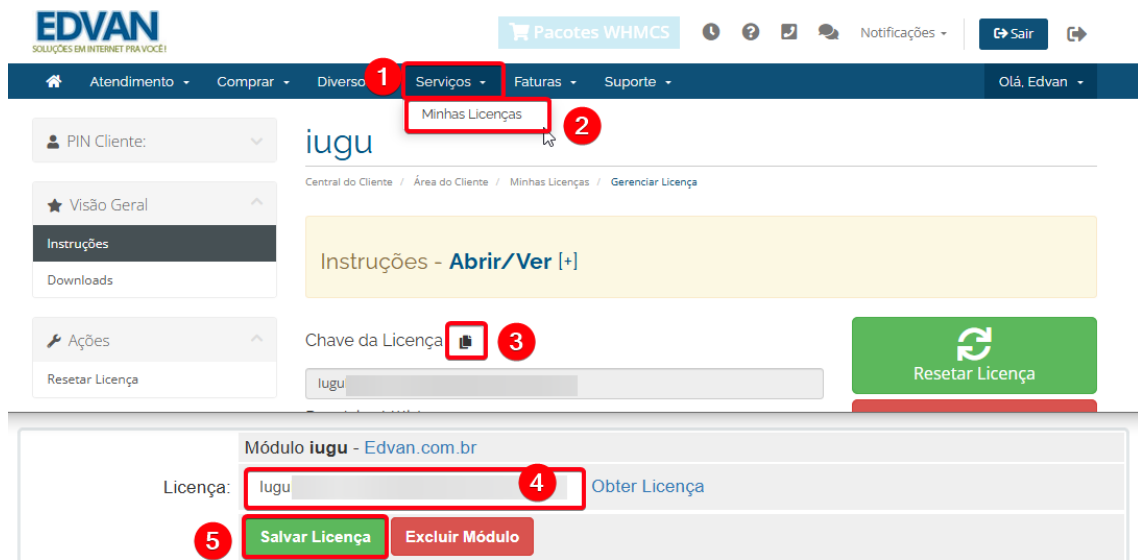 EDVAN
SOLUÇÕES EM INTERNET PRA VOCÊ!
Pacotes WHMCS
Notificações
Sair
Atendimento
Comprar
Diverso
1
Serviços
Faturas
Suporte
Olá, Edvan
Minhas Licenças
2
PIN Cliente:
iugu
Central do Cliente / Área do Cliente / Minhas Licenças / Gerenciar Licença
Visão Geral
Instruções
Downloads
Instruções - Abrir/Ver [+]
Ações
Resetar Licença
Chave da Licença
3
Iugu
Resetar Licença
Módulo iugu - Edvan.com.br
Licença:
Iugu
4
Obter Licença
5
Salvar Licença
Excluir Módulo